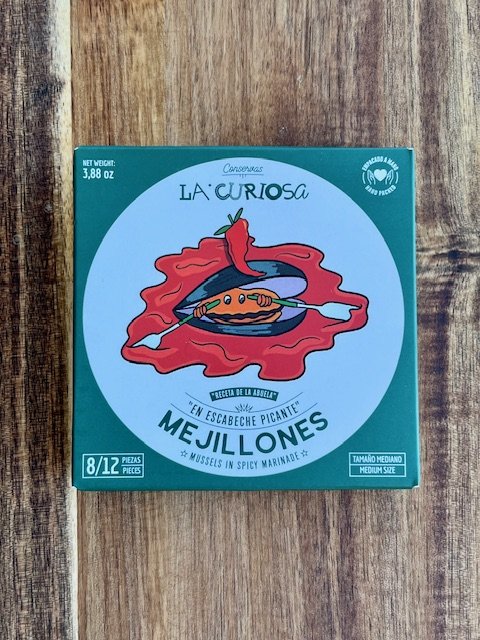 NET WEIGHT:
3,88 oz
Conservas
LA CURIOSA
EMPACADO A MANO
HAND PACKED
"RECETA DE LA ABUELA"
"EN ESCABECHE PICANTE"
MEJILLONES
☆ MUSSELS IN SPICY MARINADE ☆
8/12 PIEZAS
PIECES
TAMAÑO MEDIANO
MEDIUM SIZE